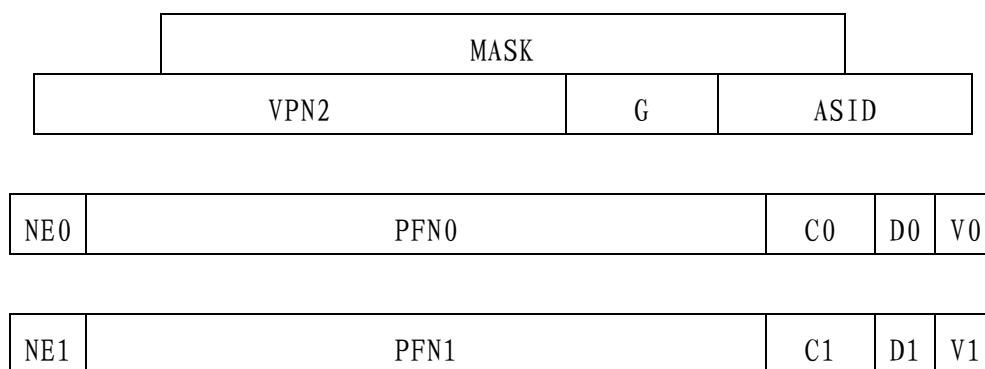 MASK
VPN2 G ASID
NE0 PFN0 C0 D0 V0
NE1 PFN1 C1 D1 V1